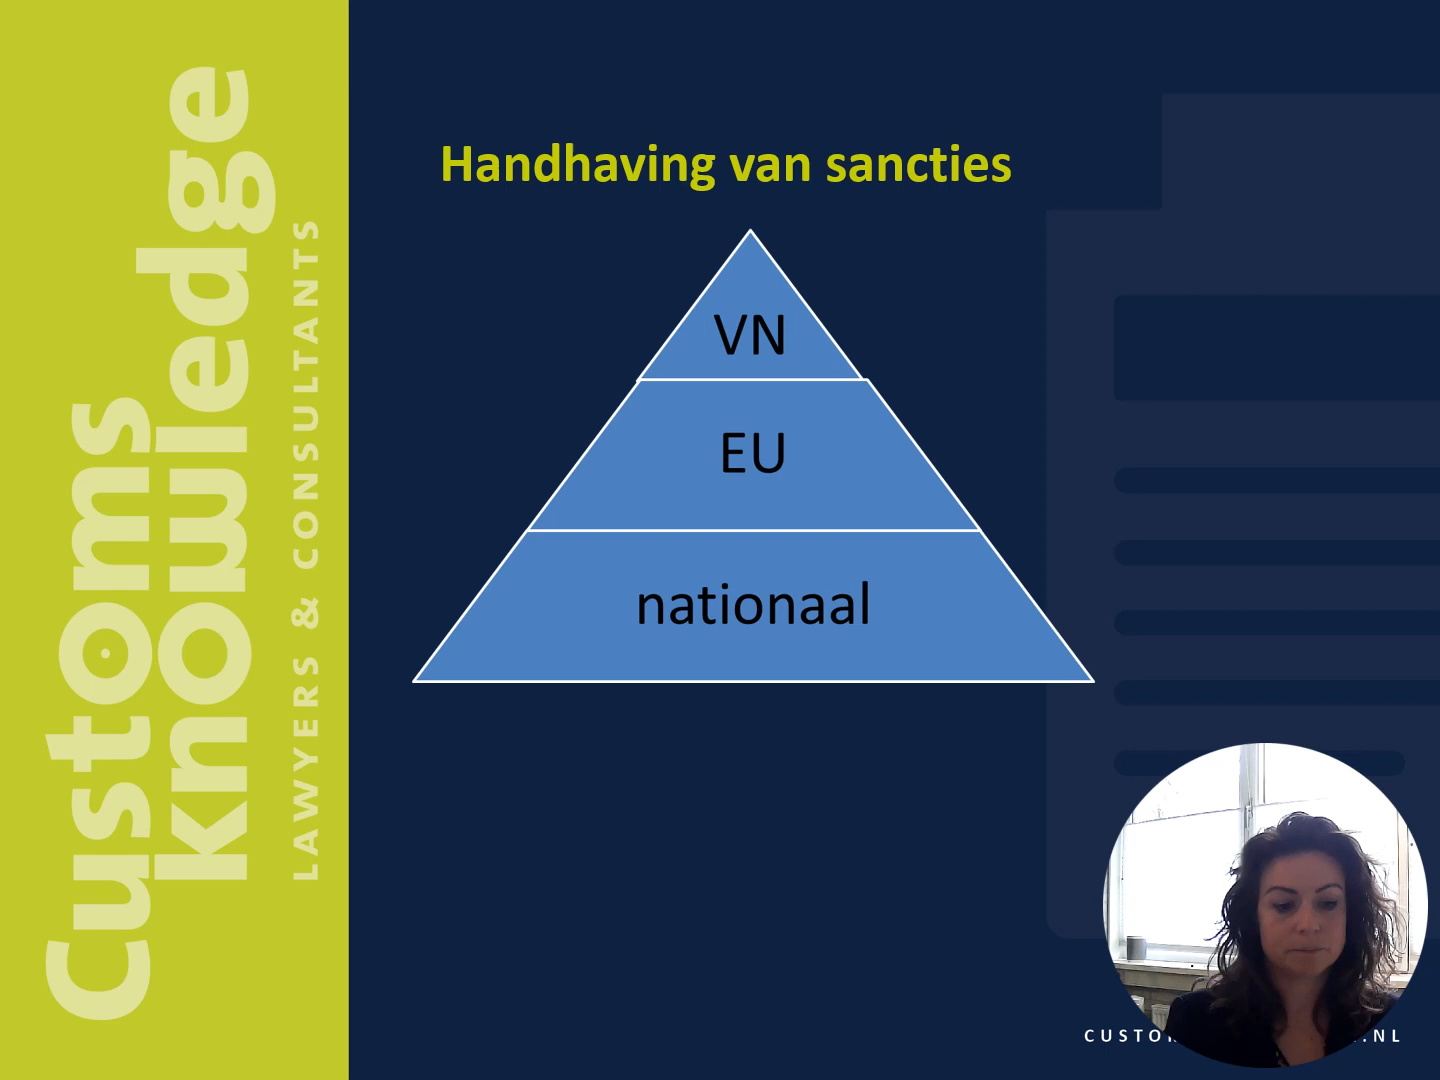 Customs
knowledge
LAWYERS & CONSULTANTS
Handhaving van sancties
VN
EU
nationaal